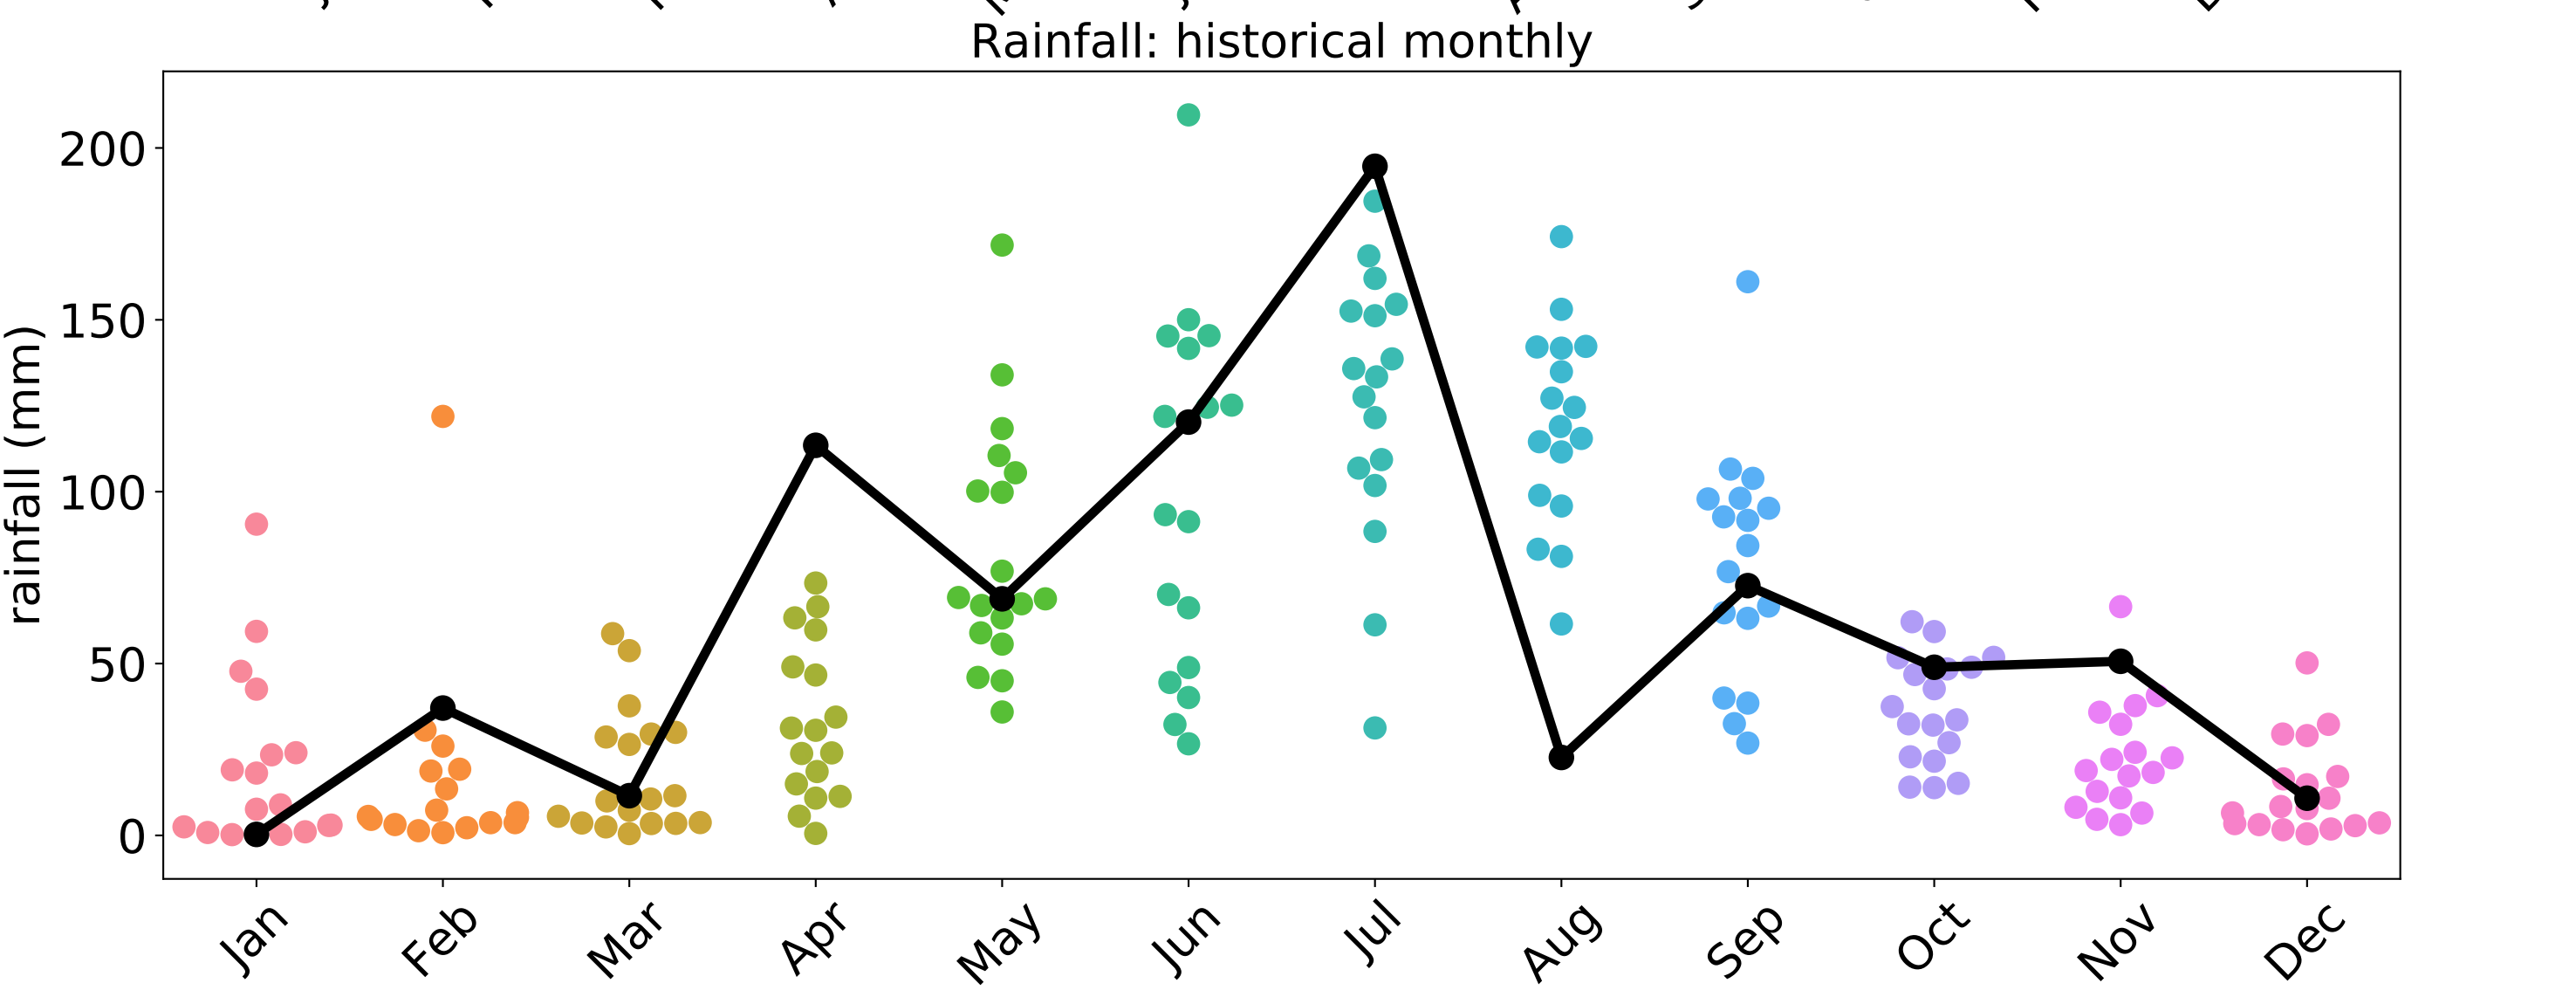 Rainfall: historical monthly
rainfall (mm)
200
150
100
50
0
Jan
Feb
Mar
Apr
May
Jun
Jul
Aug
Sep
Oct
Nov
Dec